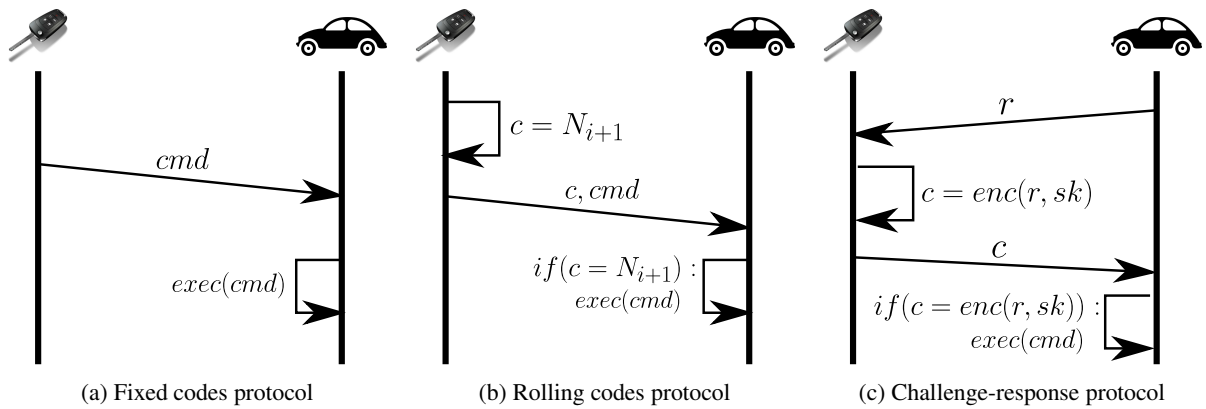 cmd
exec(cmd)
(a) Fixed codes protocol
c = N_{i+1}
c, cmd
if(c = N_{i+1}) :
exec(cmd)
(b) Rolling codes protocol
r
c = enc(r, sk)
c
if(c = enc(r, sk)) :
exec(cmd)
(c) Challenge-response protocol